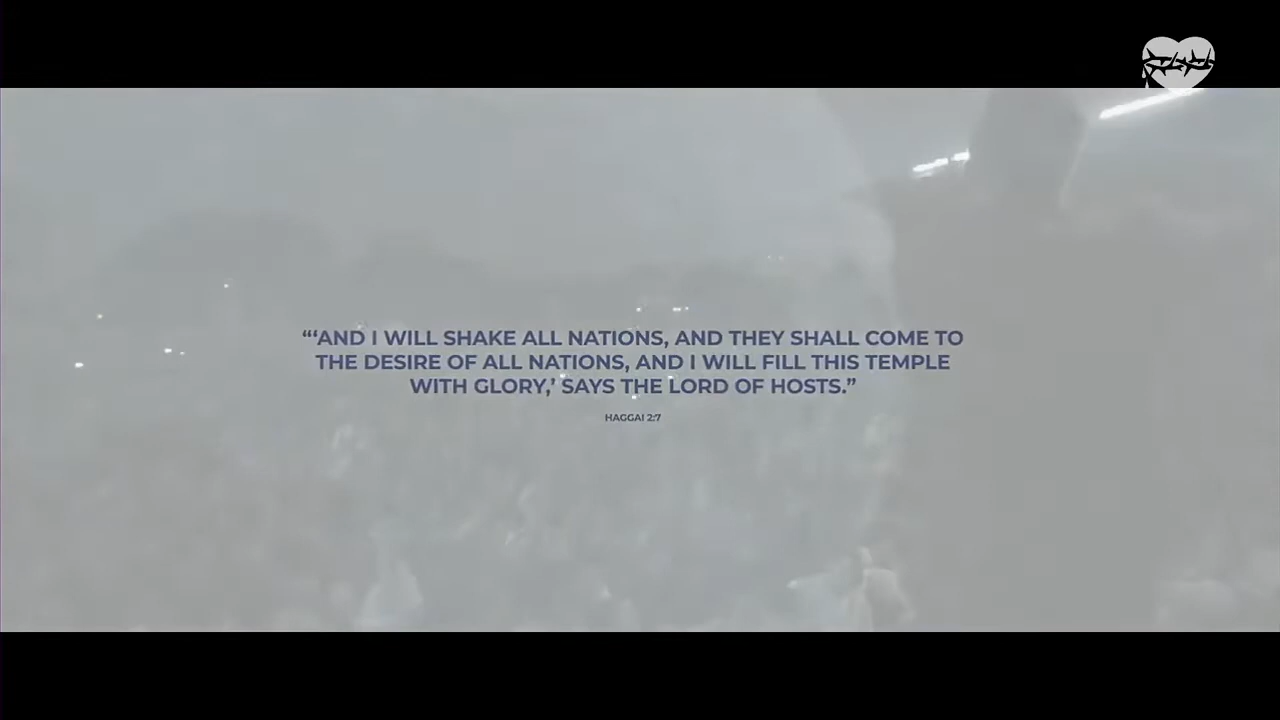 “‘AND I WILL SHAKE ALL NATIONS, AND THEY SHALL COME TO
THE DESIRE OF ALL NATIONS, AND I WILL FILL THIS TEMPLE
WITH GLORY,’ SAYS THE LORD OF HOSTS.”
HAGGAI 2:7